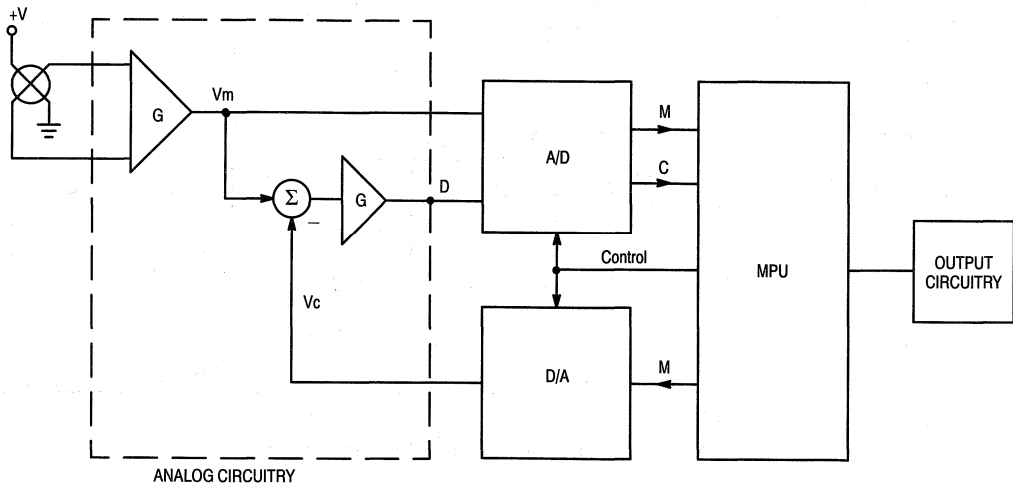 +V
G
Vm
Σ
–
G
D
Vc
A/D
M
C
Control
D/A
M
MPU
OUTPUT
CIRCUITRY
ANALOG CIRCUITRY